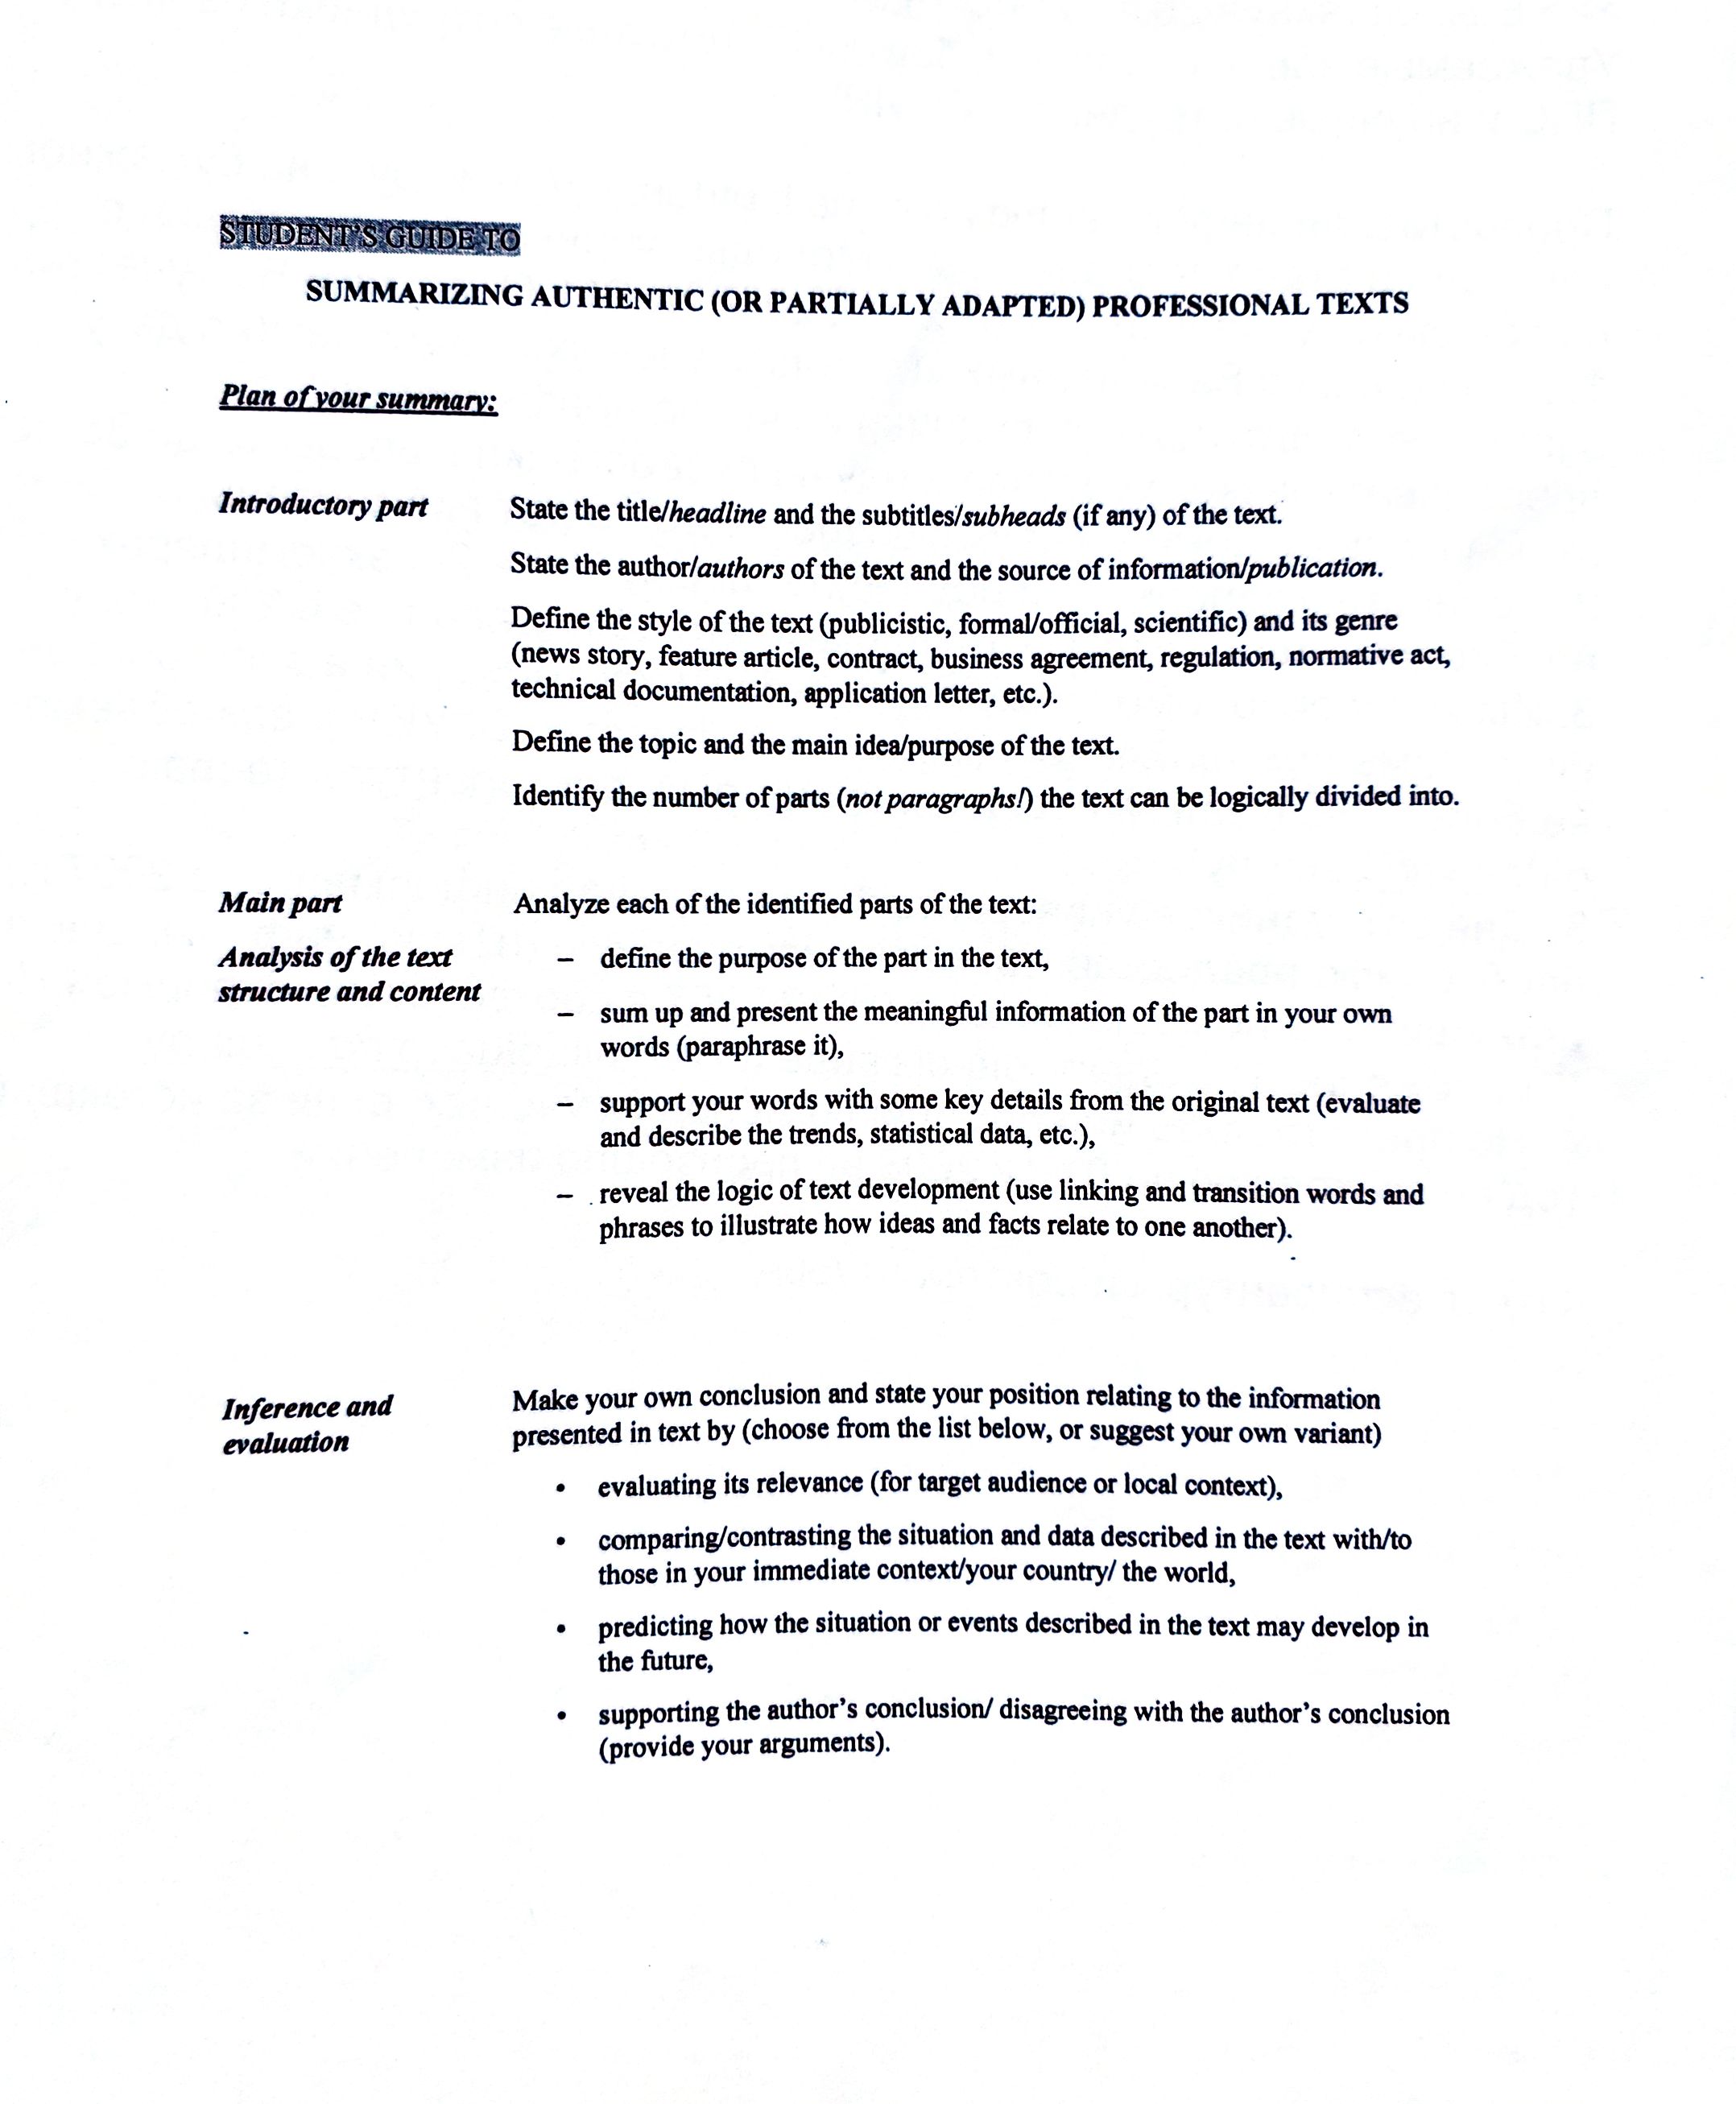 STUDENT'S GUIDE TO
SUMMARIZING AUTHENTIC (OR PARTIALLY ADAPTED) PROFESSIONAL TEXTS
Plan of your summary:
Introductory part
State the title/headline and the subtitles/subheads (if any) of the text.
State the author/authors of the text and the source of information/publication.
Define the style of the text (publicistic, formal/official, scientific) and its genre
(news story, feature article, contract, business agreement, regulation, normative act,
technical documentation, application letter, etc.).
Define the topic and the main idea/purpose of the text.
Identify the number of parts (not paragraphs!) the text can be logically divided into.
Main part
Analyze each of the identified parts of the text:
Analysis of the text
structure and content
– define the purpose of the part in the text,
– sum up and present the meaningful information of the part in your own
words (paraphrase it),
– support your words with some key details from the original text (evaluate
and describe the trends, statistical data, etc.),
– reveal the logic of text development (use linking and transition words and
phrases to illustrate how ideas and facts relate to one another).
Inference and
evaluation
Make your own conclusion and state your position relating to the information
presented in text by (choose from the list below, or suggest your own variant)
• evaluating its relevance (for target audience or local context),
• comparing/contrasting the situation and data described in the text with/to
those in your immediate context/your country/ the world,
• predicting how the situation or events described in the text may develop in
the future,
• supporting the author's conclusion/ disagreeing with the author's conclusion
(provide your arguments).